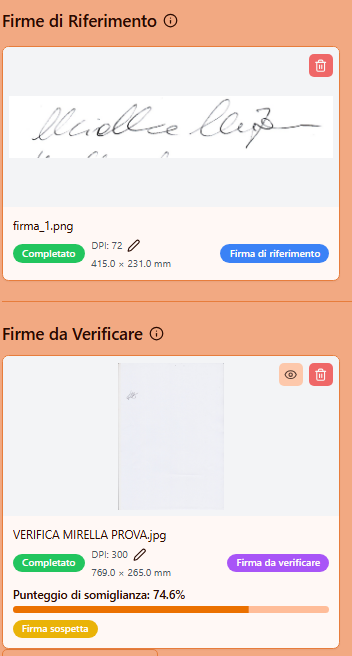 Firme di Riferimento
firma_1.png
DPI: 72
Completato
Firma di riferimento
415.0 × 231.0 mm
Firme da Verificare
VERIFICA MIRELLA PROVA.jpg
DPI: 300
Completato
Firma da verificare
769.0 × 265.0 mm
Punteggio di somiglianza: 74.6%
Firma sospetta